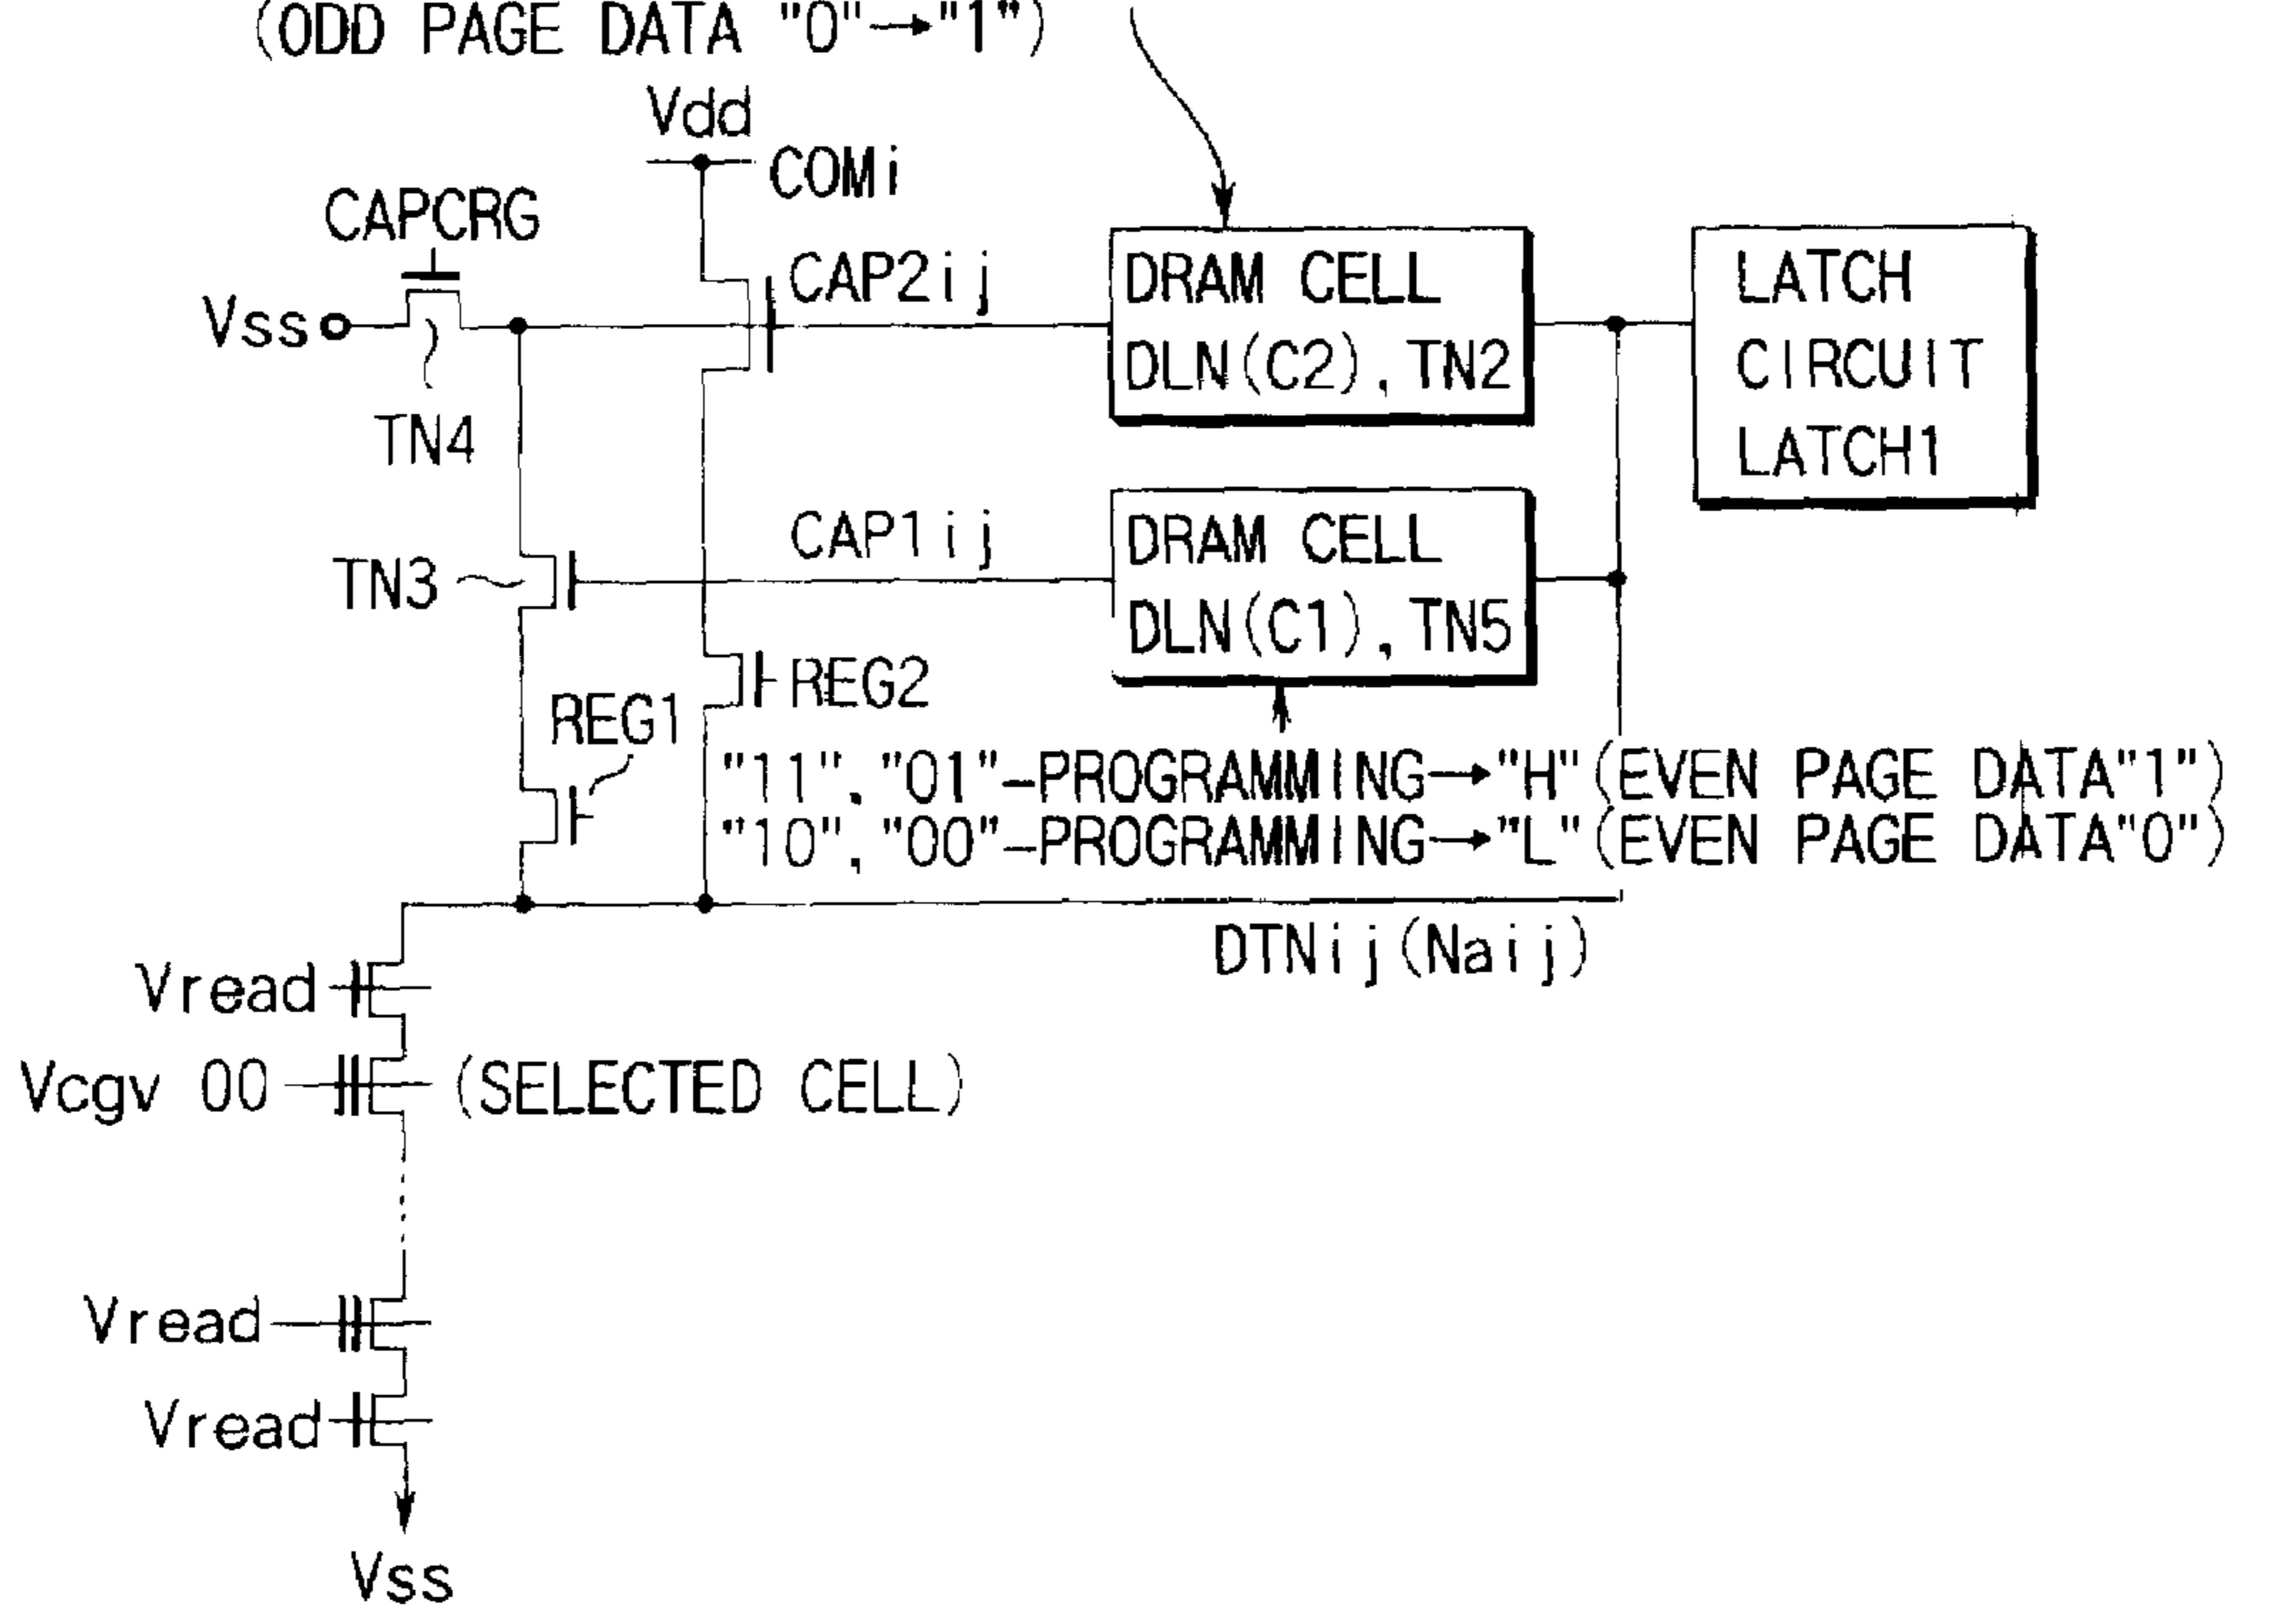 (ODD PAGE DATA "0"→"1")
Vdd
COMi
CAPCRG
CAP2ij
Vss
TN4
DRAM CELL
DLN(C2), TN2
LATCH
CIRCUIT
LATCH1
CAP1ij
TN3
DRAM CELL
DLN(C1), TN5
REG2
REG1
"11", "01"-PROGRAMMING→"H"(EVEN PAGE DATA"1")
"10", "00"-PROGRAMMING→"L"(EVEN PAGE DATA"0")
DTNij(Naij)
Vread
Vcgv 00
(SELECTED CELL)
Vread
Vread
Vss